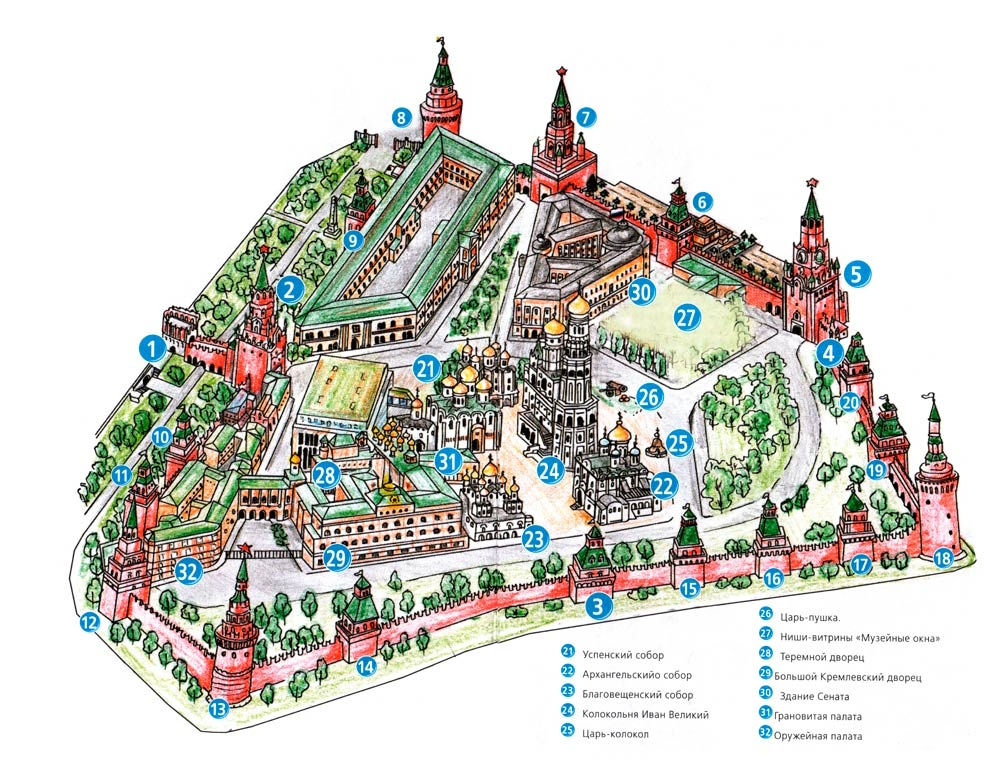 8
7
6
9
5
2
30
27
1
4
21
26
20
10
25
31
11
24
19
28
22
23
29
18
32
17
16
15
3
12
14
13
21 Успенский собор
22 Архангельскийо собор
23 Благовещенский собор
24 Колокольня Иван Великий
25 Царь-колокол
26 Царь-пушка.
27 Ниши-витрины «Музейные окна»
28 Теремной дворец
29 Большой Кремлевский дворец
30 Здание Сената
31 Грановитая палата
32 Оружейная палата